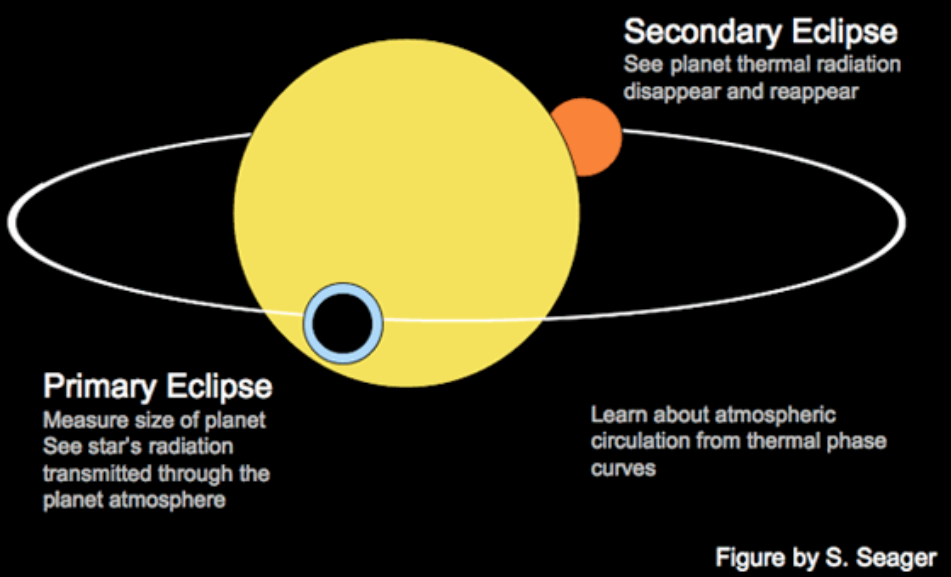 Secondary Eclipse
See planet thermal radiation
disappear and reappear
Primary Eclipse
Measure size of planet
See star's radiation
transmitted through the
planet atmosphere
Learn about atmospheric
circulation from thermal phase
curves
Figure by S. Seager